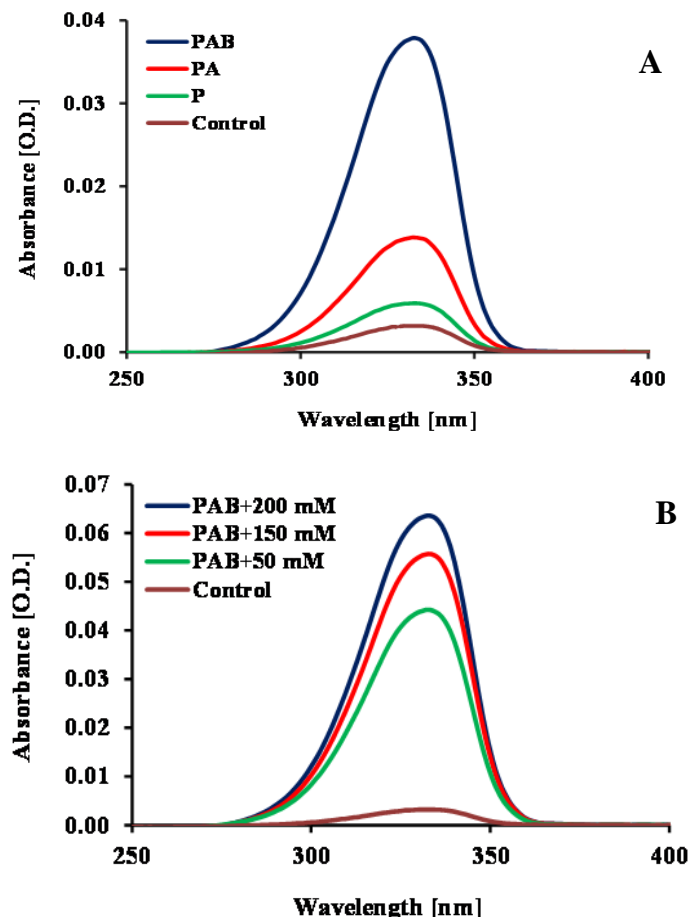 0.04
0.03
0.02
0.01
0.00
Absorbance [O.D.]
PAB
PA
P
Control
A
250
300
350
400
Wavelength [nm]
0.07
0.06
0.05
0.04
0.03
0.02
0.01
0.00
Absorbance [O.D.]
PAB+200 mM
PAB+150 mM
PAB+50 mM
Control
B
250
300
350
400
Wavelength [nm]